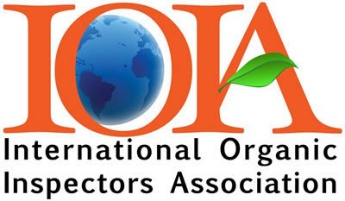 IOIA
International Organic
Inspectors Association